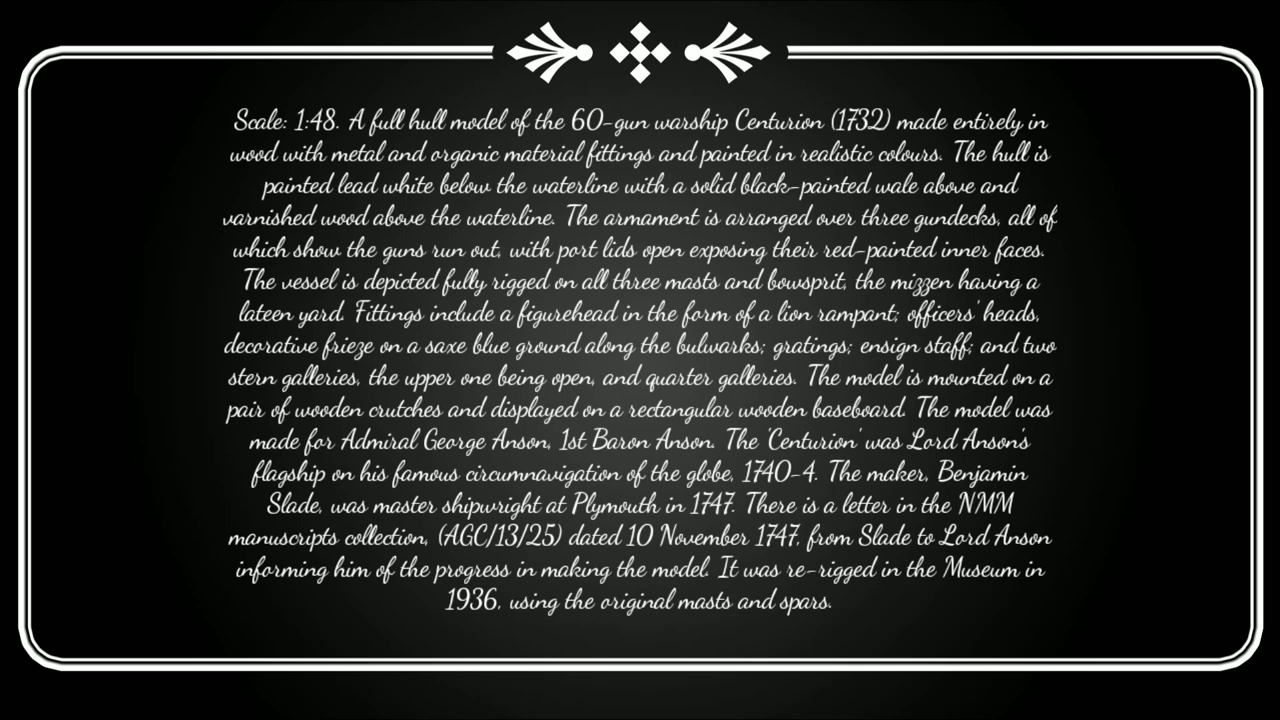 Scale: 1:48. A full hull model of the 60-gun warship Centurion (1732) made entirely in
wood with metal and organic material fittings and painted in realistic colours. The hull is
painted lead white below the waterline with a solid black-painted wale above and
varnished wood above the waterline. The armament is arranged over three gundecks, all of
which show the guns run out, with port lids open exposing their red-painted inner faces.
The vessel is depicted fully rigged on all three masts and bowsprit, the mizzen having a
lateen yard. Fittings include a figurehead in the form of a lion rampant; officers' heads,
decorative frieze on a saxe blue ground along the bulwarks; gratings; ensign staff; and two
stern galleries, the upper one being open, and quarter galleries. The model is mounted on a
pair of wooden crutches and displayed on a rectangular wooden baseboard. The model was
made for Admiral George Anson, 1st Baron Anson. The 'Centurion' was Lord Anson's
flagship on his famous circumnavigation of the globe, 1740-4. The maker, Benjamin
Slade, was master shipwright at Plymouth in 1747. There is a letter in the NMM
manuscripts collection, (AGC/13/25) dated 10 November 1747, from Slade to Lord Anson
informing him of the progress in making the model. It was re-rigged in the Museum in
1936, using the original masts and spars.